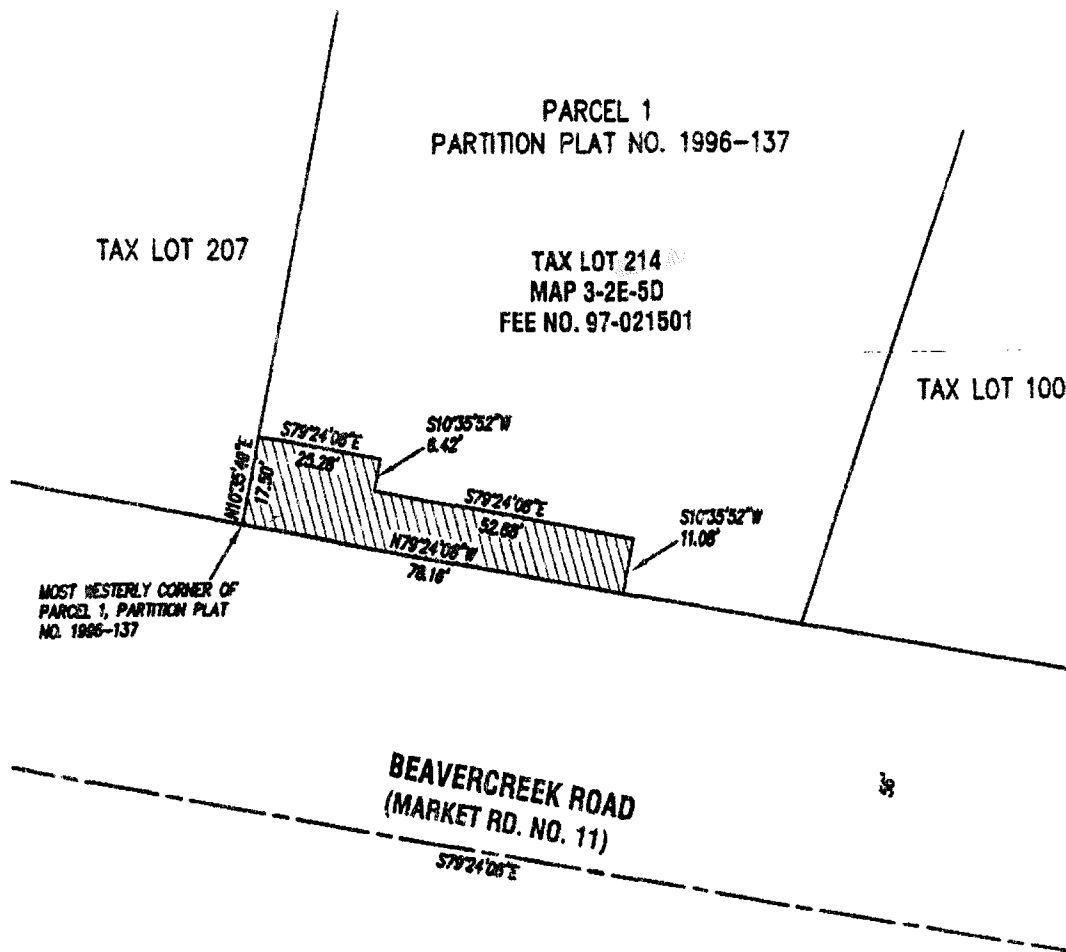 PARCEL 1
PARTITION PLAT NO. 1996-137
TAX LOT 207
TAX LOT 214
MAP 3-2E-5D
FEE NO. 97-021501
TAX LOT 100
S79°24'08"E
25.28'
S10°35'52"W
6.42'
N10°35'49"E
17.50'
S79°24'08"E
52.88'
S10°35'52"W
11.08'
N79°24'08"W
78.16'
MOST WESTERLY CORNER OF
PARCEL 1, PARTITION PLAT
NO. 1996-137
BEAVERCREEK ROAD
(MARKET RD. NO. 11)
S79°24'08"E